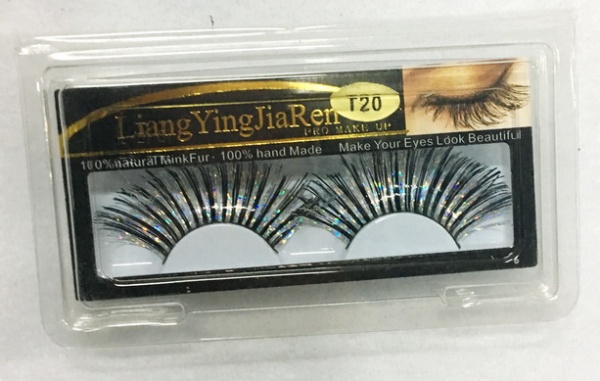 LiangYingJiaRen
T20
PRO MAKE UP
100%natural MinkFur · 100% hand Made Make Your Eyes Look Beautiful